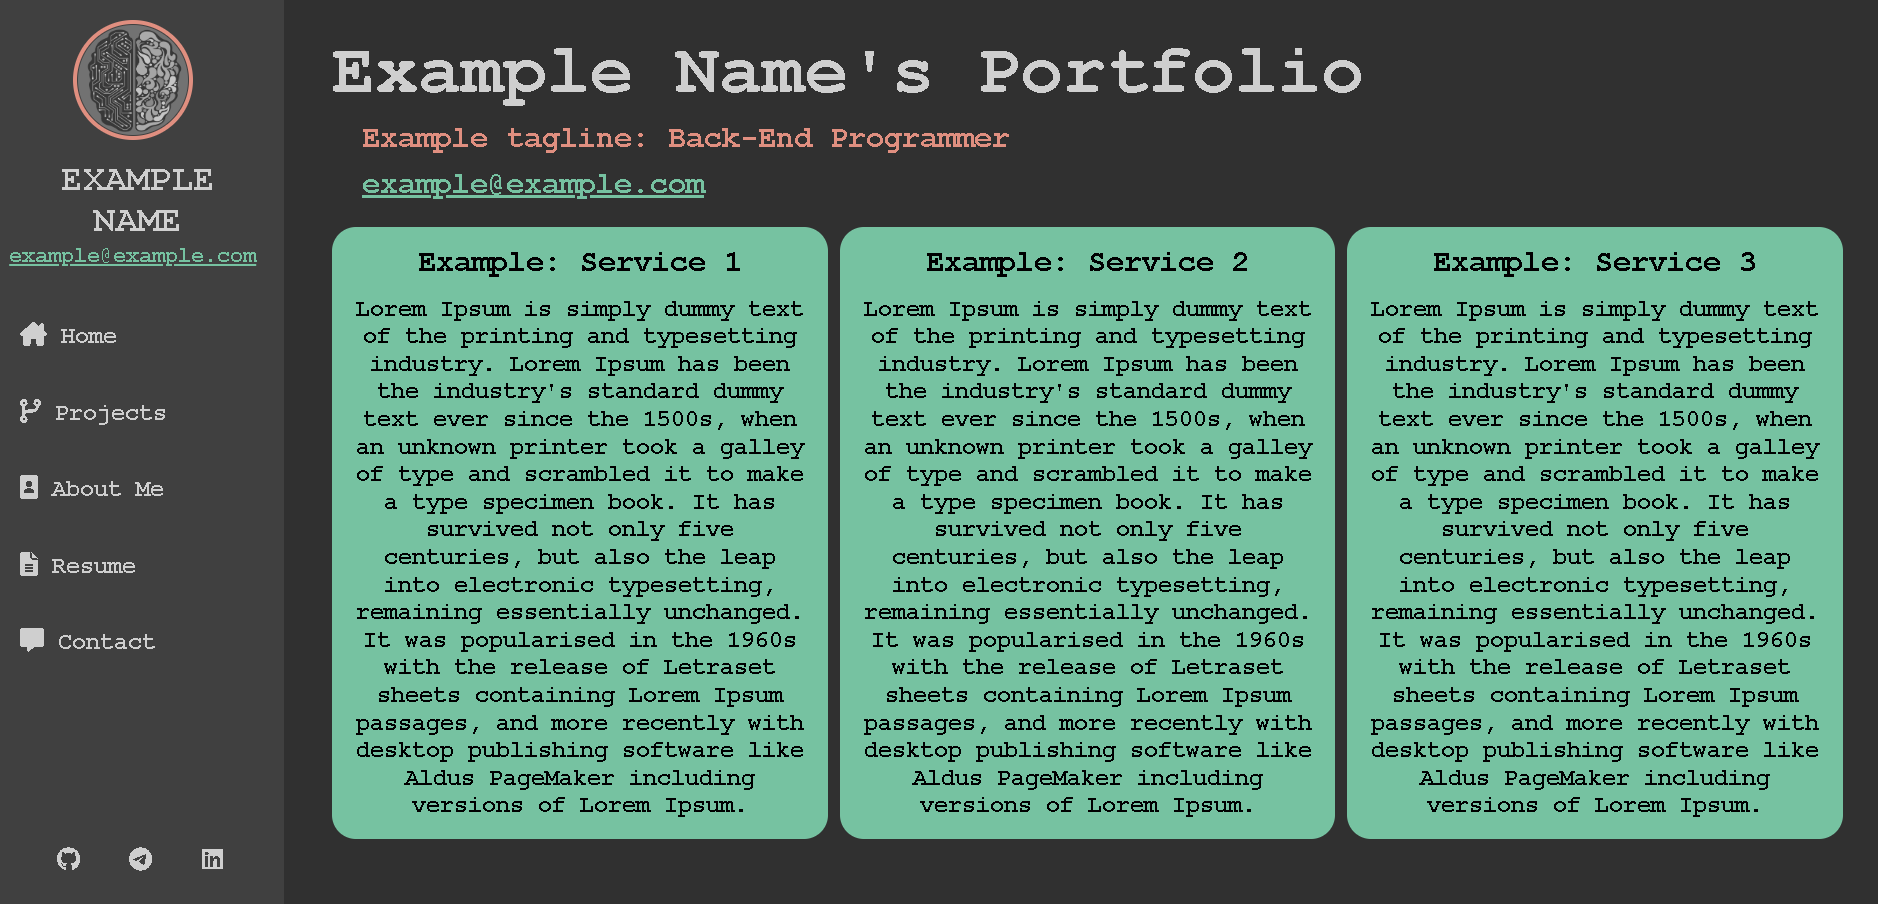 EXAMPLE
NAME
example@example.com
Home
Projects
About Me
Resume
Contact
Example Name's Portfolio
Example tagline: Back-End Programmer
example@example.com
Example: Service 1
Lorem Ipsum is simply dummy text
of the printing and typesetting
industry. Lorem Ipsum has been
the industry's standard dummy
text ever since the 1500s, when
an unknown printer took a galley
of type and scrambled it to make
a type specimen book. It has
survived not only five
centuries, but also the leap
into electronic typesetting,
remaining essentially unchanged.
It was popularised in the 1960s
with the release of Letraset
sheets containing Lorem Ipsum
passages, and more recently with
desktop publishing software like
Aldus PageMaker including
versions of Lorem Ipsum.
Example: Service 2
Lorem Ipsum is simply dummy text
of the printing and typesetting
industry. Lorem Ipsum has been
the industry's standard dummy
text ever since the 1500s, when
an unknown printer took a galley
of type and scrambled it to make
a type specimen book. It has
survived not only five
centuries, but also the leap
into electronic typesetting,
remaining essentially unchanged.
It was popularised in the 1960s
with the release of Letraset
sheets containing Lorem Ipsum
passages, and more recently with
desktop publishing software like
Aldus PageMaker including
versions of Lorem Ipsum.
Example: Service 3
Lorem Ipsum is simply dummy text
of the printing and typesetting
industry. Lorem Ipsum has been
the industry's standard dummy
text ever since the 1500s, when
an unknown printer took a galley
of type and scrambled it to make
a type specimen book. It has
survived not only five
centuries, but also the leap
into electronic typesetting,
remaining essentially unchanged.
It was popularised in the 1960s
with the release of Letraset
sheets containing Lorem Ipsum
passages, and more recently with
desktop publishing software like
Aldus PageMaker including
versions of Lorem Ipsum.